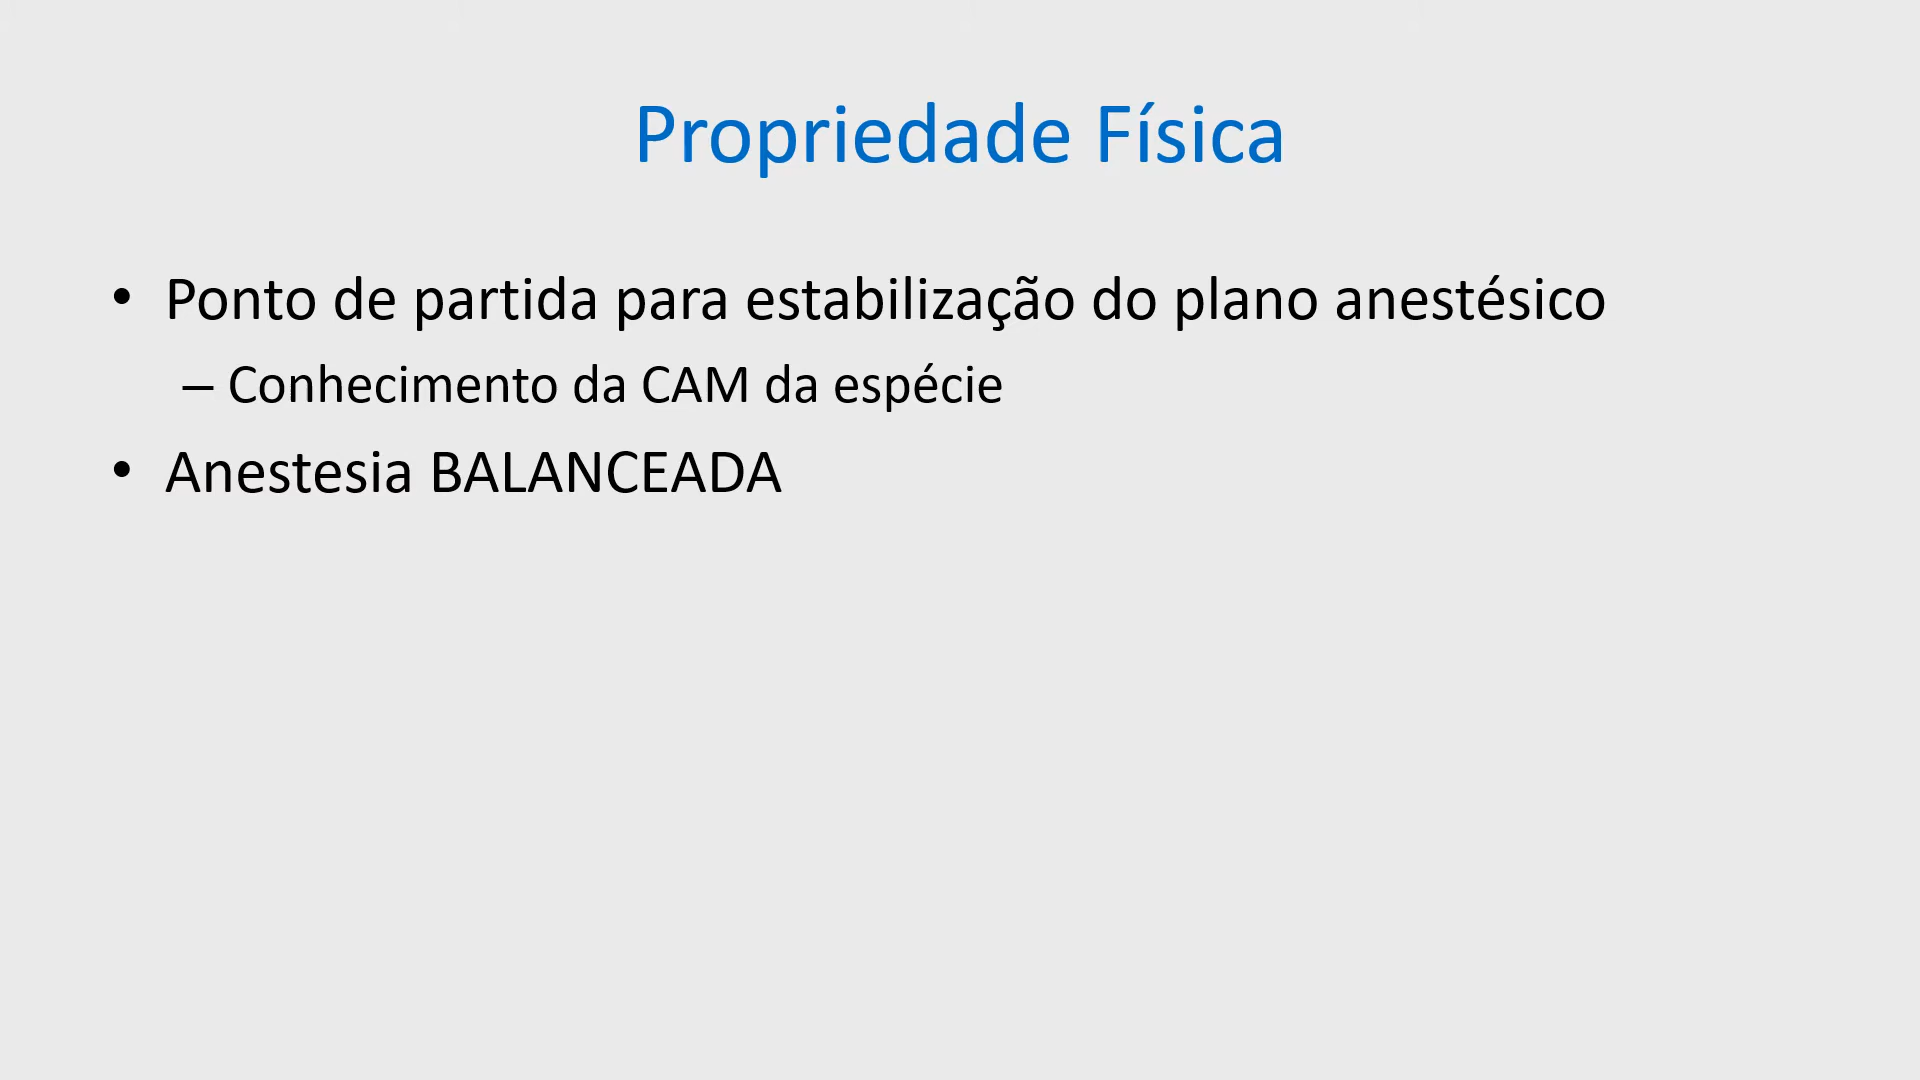 Propriedade Física
• Ponto de partida para estabilização do plano anestésico
– Conhecimento da CAM da espécie
• Anestesia BALANCEADA